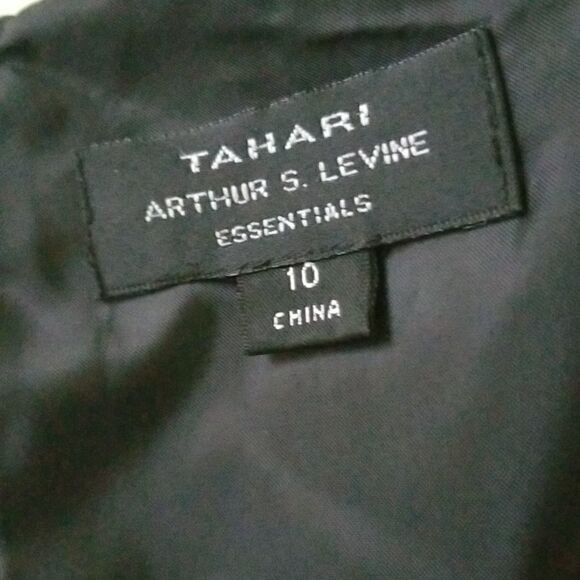 TAHARI
ARTHUR S. LEVINE
ESSENTIALS
10
CHINA